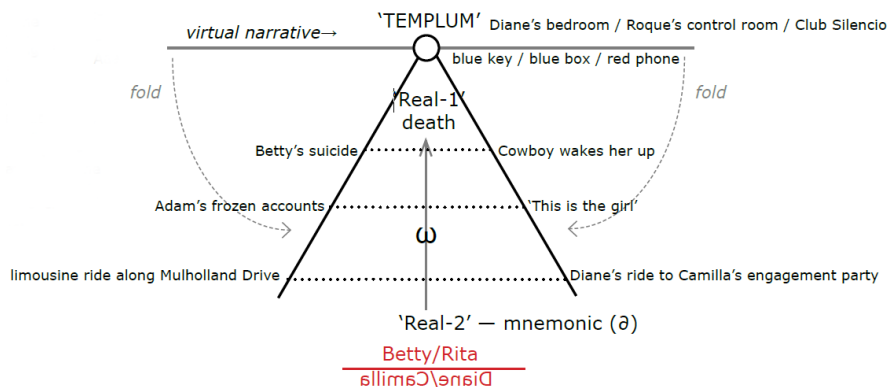 ‘TEMPLUM’ Diane’s bedroom / Roque’s control room / Club Silencio
virtual narrative→
blue key / blue box / red phone
fold
fold
‘Real-1’
death
Betty’s suicide
Cowboy wakes her up
Adam’s frozen accounts
‘This is the girl’
ω
limousine ride along Mulholland Drive
Diane’s ride to Camilla’s engagement party
‘Real-2’ — mnemonic (∂)
Betty/Rita
Diane/Camilla